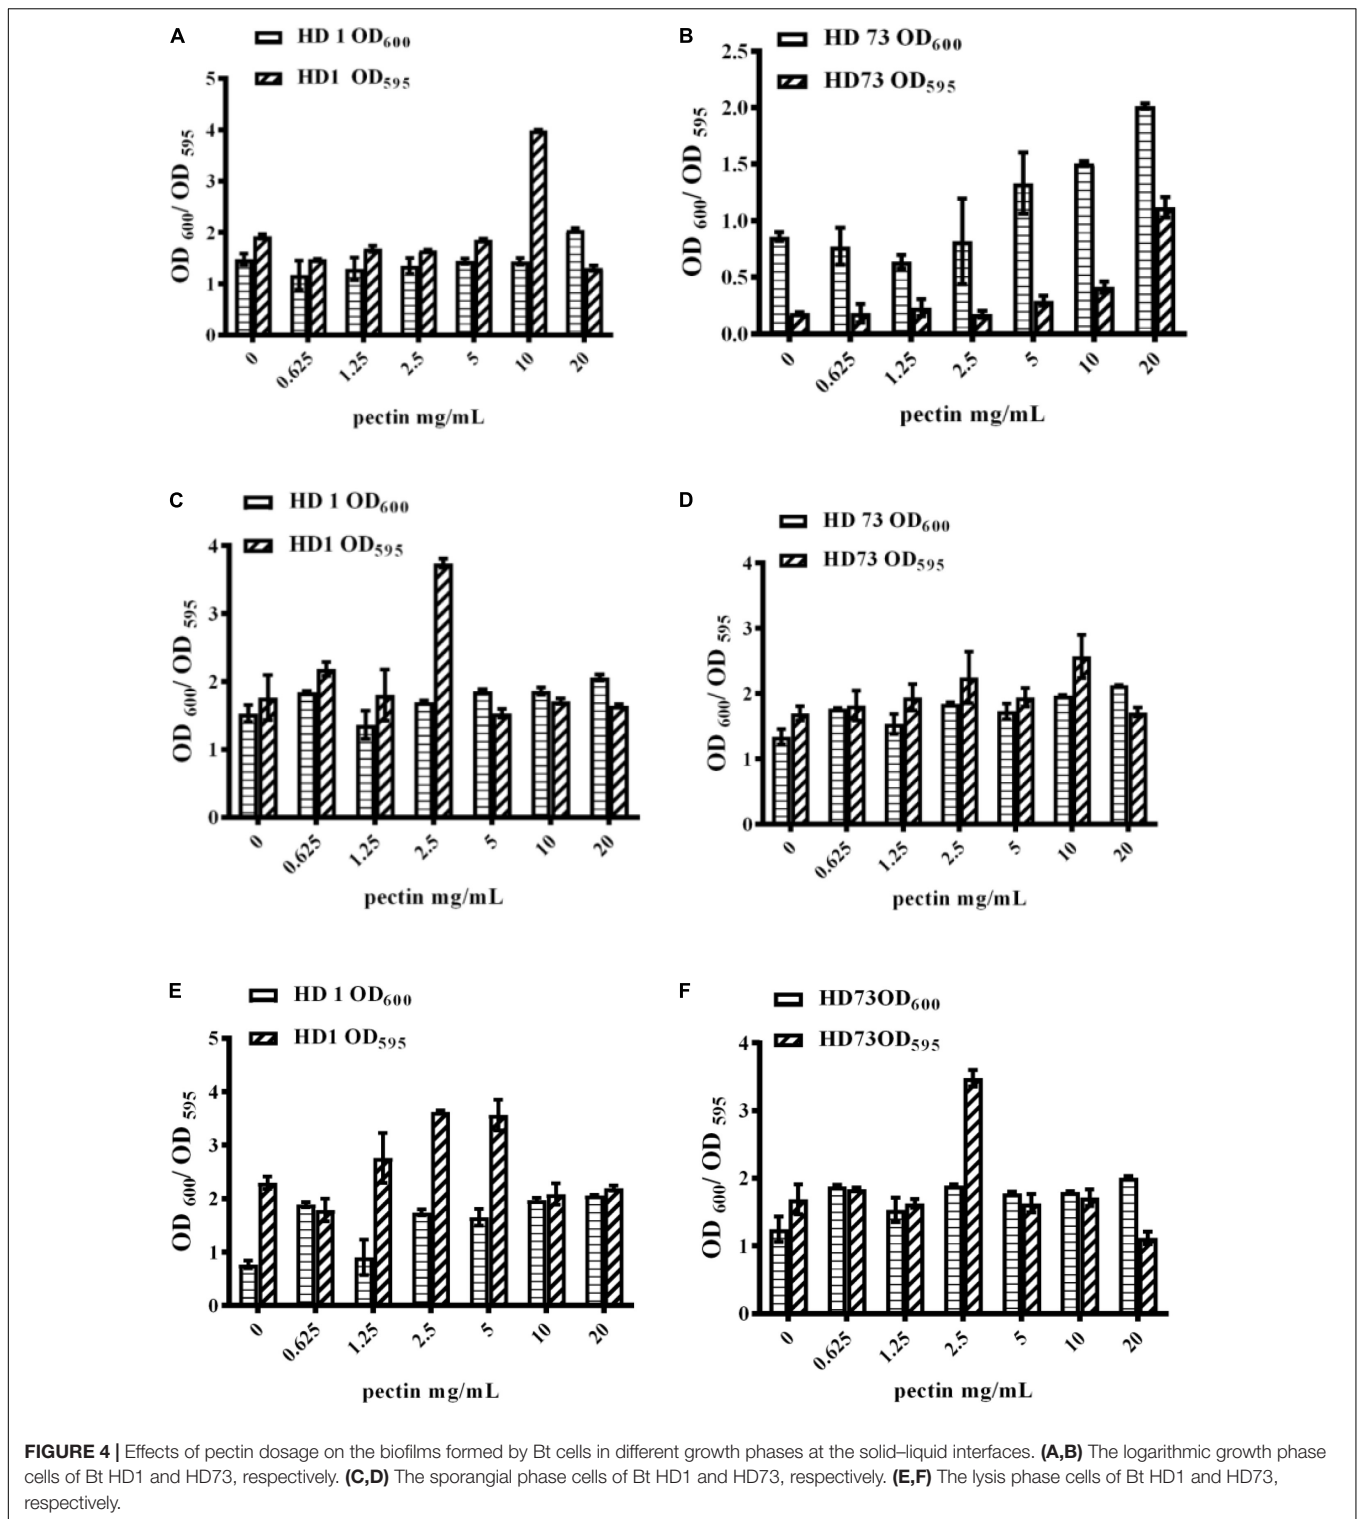 A
HD 1 OD600
HD1 OD595
OD 600/ OD 595
5
4
3
2
1
0
0 0.625 1.25 2.5 5 10 20
pectin mg/mL
B
HD 73 OD600
HD73 OD595
OD 600/ OD 595
2.5
2.0
1.5
1.0
0.5
0.0
0 0.625 1.25 2.5 5 10 20
pectin mg/mL
C
HD 1 OD600
HD1 OD595
OD 600/ OD 595
4
3
2
1
0
0 0.625 1.25 2.5 5 10 20
pectin mg/mL
D
HD 73 OD600
HD73 OD595
OD 600/ OD 595
4
3
2
1
0
0 0.625 1.25 2.5 5 10 20
pectin mg/mL
E
HD 1 OD600
HD1 OD595
OD 600/ OD 595
5
4
3
2
1
0
0 0.625 1.25 2.5 5 10 20
pectin mg/mL
F
HD73OD600
HD73OD595
OD 600/ OD 595
4
3
2
1
0
0 0.625 1.25 2.5 5 10 20
pectin mg/mL
FIGURE 4 | Effects of pectin dosage on the biofilms formed by Bt cells in different growth phases at the solid–liquid interfaces. (A,B) The logarithmic growth phase
cells of Bt HD1 and HD73, respectively. (C,D) The sporangial phase cells of Bt HD1 and HD73, respectively. (E,F) The lysis phase cells of Bt HD1 and HD73,
respectively.